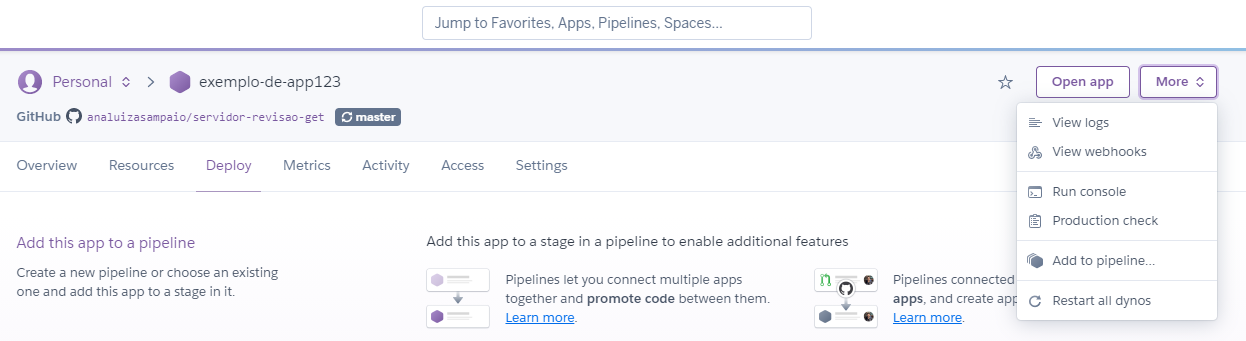 Jump to Favorites, Apps, Pipelines, Spaces...
Personal
exemplo-de-app123
Open app
More
GitHub analuizasampaio/servidor-revisao-get master
View logs
View webhooks
Run console
Production check
Add to pipeline...
Restart all dynos
Overview Resources Deploy Metrics Activity Access Settings
Add this app to a pipeline
Create a new pipeline or choose an existing
one and add this app to a stage in it.
Add this app to a stage in a pipeline to enable additional features
Pipelines let you connect multiple apps
together and promote code between them.
Learn more.
Pipelines connected
apps, and create app
Learn more.